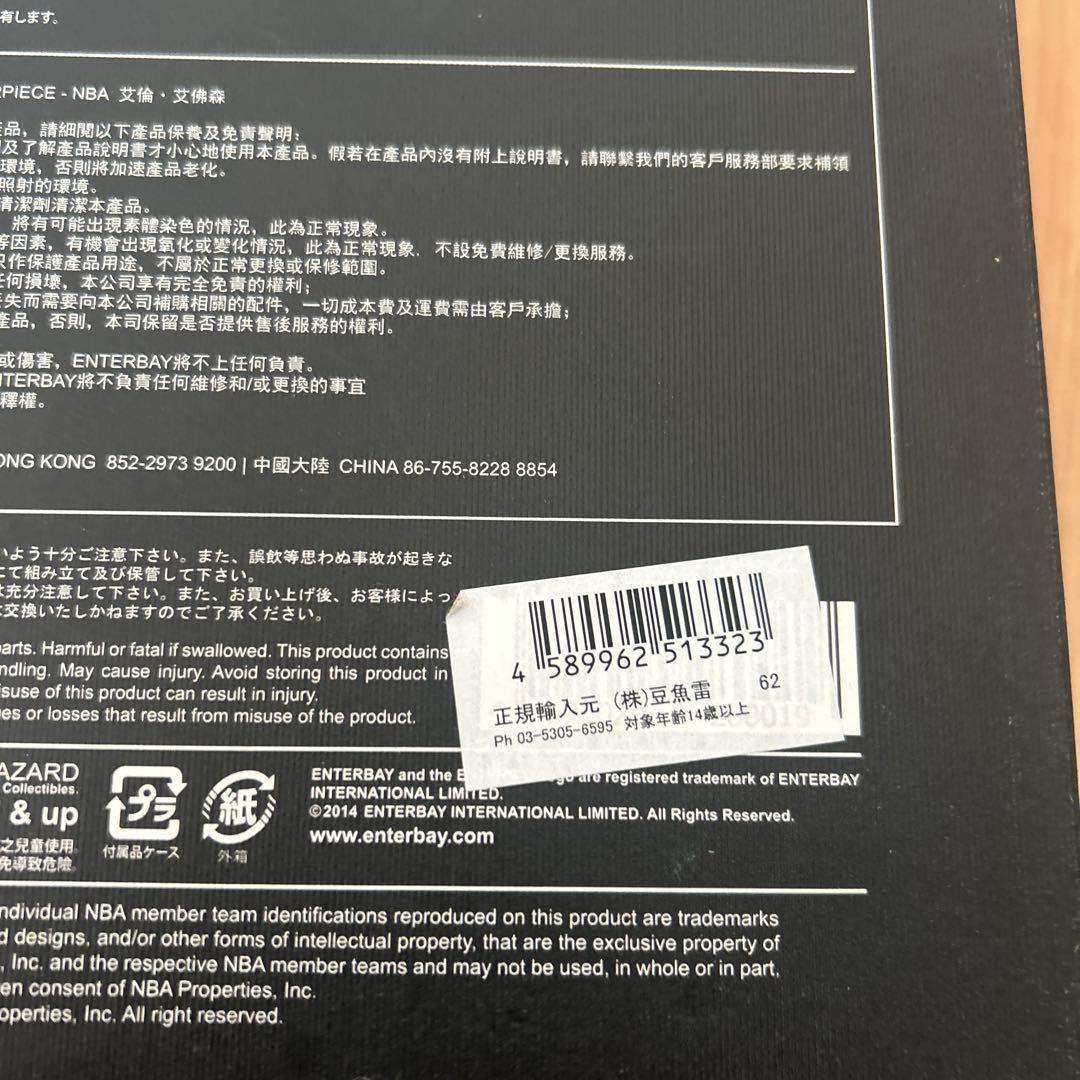 有します。
PIECE - NBA 艾倫・艾佛森
品，請細閱以下產品保養及免責聲明：
及了解產品說明書才小心地使用本產品。假若在產品內沒有附上說明書，請聯繫我們的客戶服務部要求補領
環境，否則將加速產品老化。
照射的環境。
清潔劑清潔本產品。
將有可能出現素體染色的情況，此為正常現象。
等因素，有機會出現氧化或變化情況，此為正常現象，不設免費維修/更換服務。
只作保護產品用途，不屬於正常更換或保修範圍。
任何損壞，本公司享有完全免責的權利；
失而需要向本公司補購相關的配件，一切成本費及運費需由客戶承擔；
產品，否則，本司保留是否提供售後服務的權利。
或傷害，ENTERBAY將不上任何負責。
NTERBAY將不負責任何維修和/或更換的事宜
釋權。
ONG KONG 852-2973 9200 | 中國大陸 CHINA 86-755-8228 8854
いよう十分ご注意下さい。また、誤飲等思わぬ事故が起きな
にて組み立て及び保管して下さい。
は充分注意して下さい。また、お買い上げ後、お客様によっ
は交換いたしかねますのでご了承ください。
arts. Harmful or fatal if swallowed. This product contains
ndling. May cause injury. Avoid storing this product in
isuse of this product can result in injury.
es or losses that result from misuse of the product.
4 589962 513323
正規輸入元 (株)豆魚雷 62
Ph 03-5305-6595 対象年齢14歳以上
0019
AZARD
Collectibles.
& up
之兒童使用
免導致危險。
プラ
付属品ケース
紙
外箱
ENTERBAY and the E are registered trademark of ENTERBAY
INTERNATIONAL LIMITED.
©2014 ENTERBAY INTERNATIONAL LIMITED. All Rights Reserved.
www.enterbay.com
ndividual NBA member team identifications reproduced on this product are trademarks
d designs, and/or other forms of intellectual property, that are the exclusive property of
, Inc. and the respective NBA member teams and may not be used, in whole or in part,
en consent of NBA Properties, Inc.
operties, Inc. All right reserved.